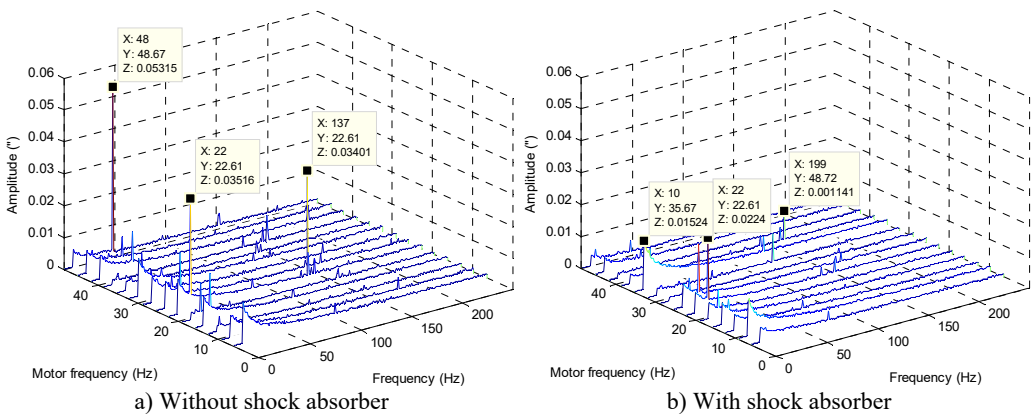 X: 48
Y: 48.67
Z: 0.05315
X: 22
Y: 22.61
Z: 0.03516
X: 137
Y: 22.61
Z: 0.03401
0.06
0.05
0.04
0.03
0.02
0.01
0
Amplitude (")
40
30
20
10
0
Motor frequency (Hz)
0
50
100
150
200
Frequency (Hz)
a) Without shock absorber
X: 10
Y: 35.67
Z: 0.01524
X: 22
Y: 22.61
Z: 0.0224
X: 199
Y: 48.72
Z: 0.001141
0.06
0.05
0.04
0.03
0.02
0.01
0
Amplitude (")
40
30
20
10
0
Motor frequency (Hz)
0
50
100
150
200
Frequency (Hz)
b) With shock absorber